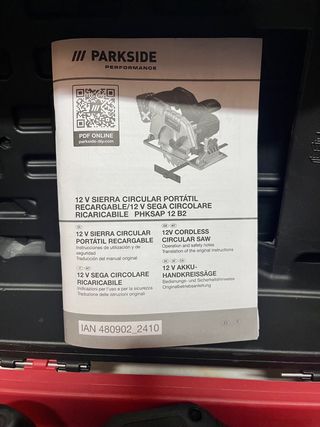 /// PARKSIDE
PERFORMANCE
PDF ONLINE
parkside-diy.com
12 V SIERRA CIRCULAR PORTÁTIL
RECARGABLE/12 V SEGA CIRCOLARE
RICARICABILE PHKSAP 12 B2
12 V SIERRA CIRCULAR
PORTÁTIL RECARGABLE
Instrucciones de utilización y de
seguridad
Traducción del manual original
12 V SEGA CIRCOLARE
RICARICABILE
Indicazioni per l'uso e per la sicurezza
Traduzione delle istruzioni originali
12V CORDLESS
CIRCULAR SAW
Operation and safety notes
Translation of the original instructions
12 V AKKU-
HANDKREISSÄGE
Bedienungs- und Sicherheitshinweise
Originalbetriebsanleitung
IAN 480902_2410